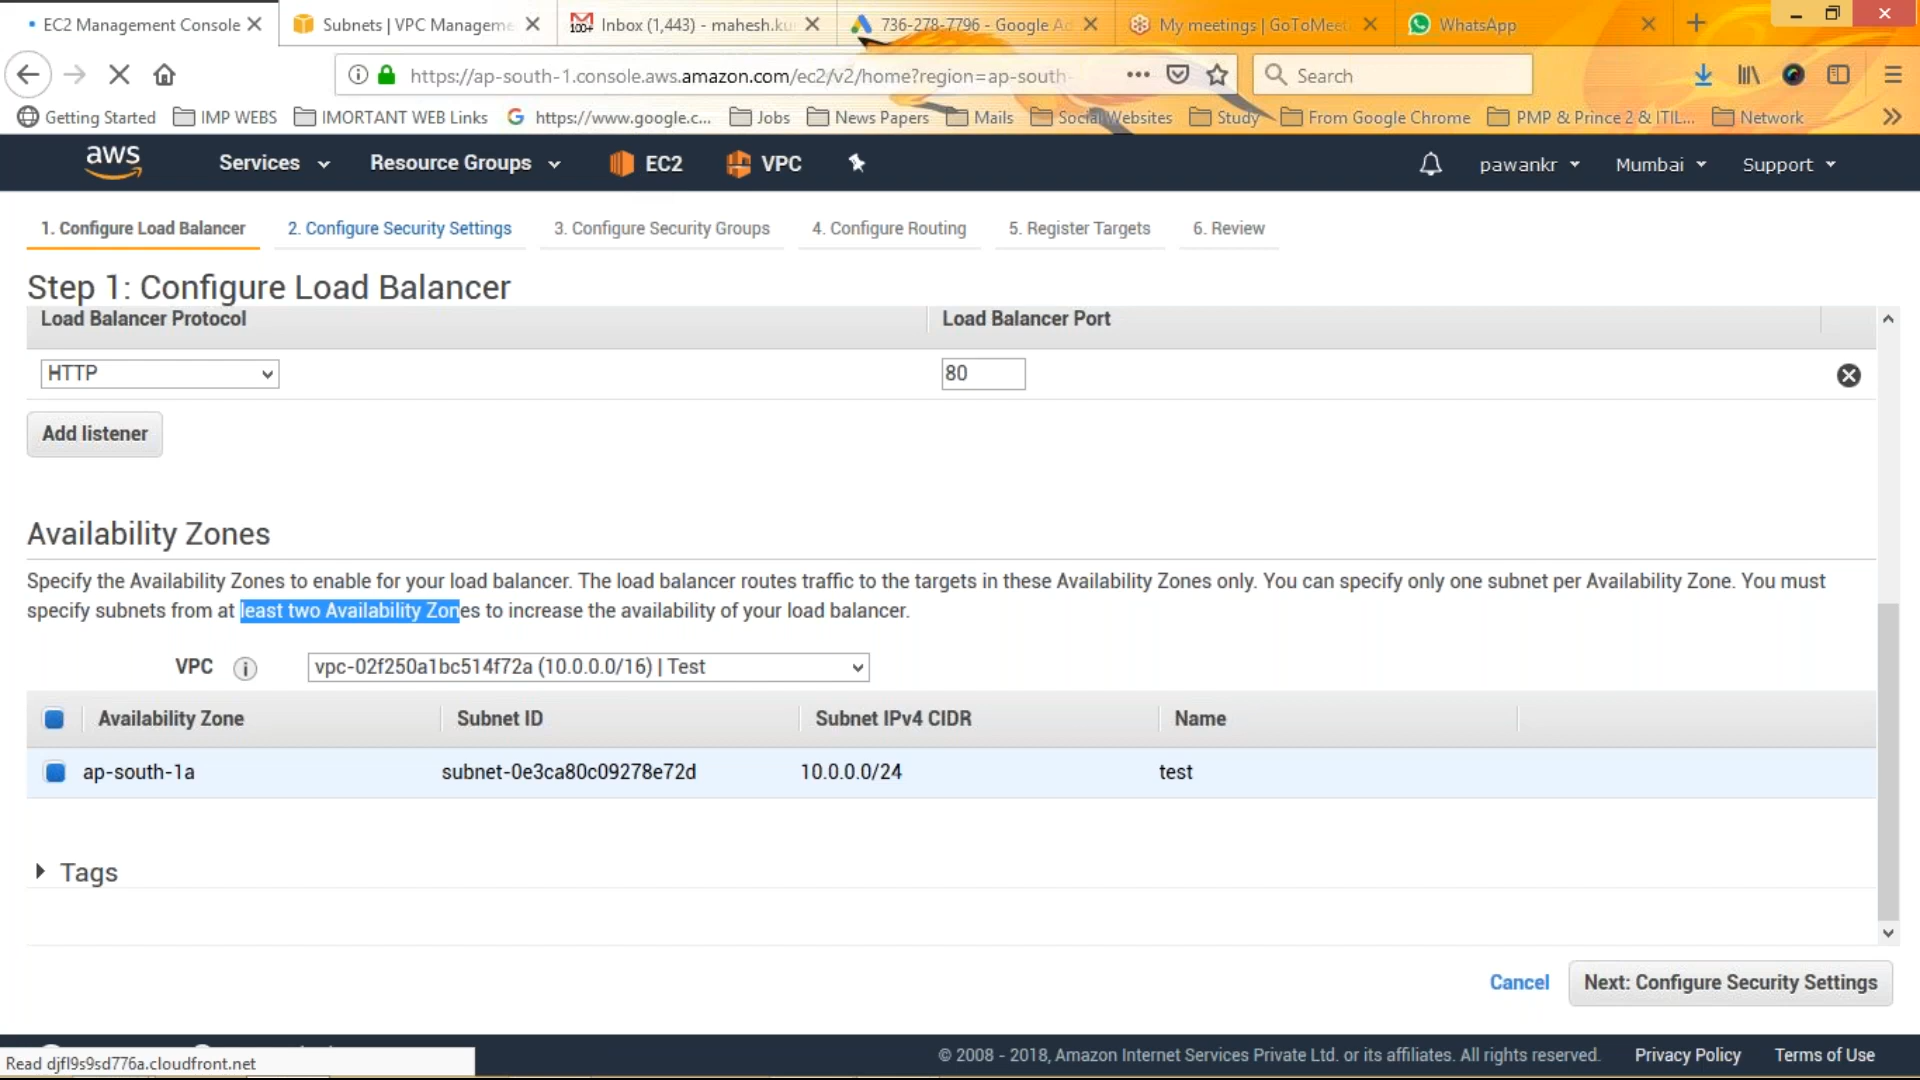 EC2 Management Console
Subnets | VPC Manageme
Inbox (1,443) - mahesh.ku
736-278-7796 - Google Ad
My meetings | GoToMeet
WhatsApp
https://ap-south-1.console.aws.amazon.com/ec2/v2/home?region=ap-south-
Search
Getting Started
IMP WEBS
IMORTANT WEB Links
https://www.google.c...
Jobs
News Papers
Mails
Social Websites
Study
From Google Chrome
PMP & Prince 2 & ITIL...
Network
aws
Services
Resource Groups
EC2
VPC
pawankr
Mumbai
Support
1. Configure Load Balancer
2. Configure Security Settings
3. Configure Security Groups
4. Configure Routing
5. Register Targets
6. Review
Step 1: Configure Load Balancer
Load Balancer Protocol
Load Balancer Port
HTTP
80
Add listener
Availability Zones
Specify the Availability Zones to enable for your load balancer. The load balancer routes traffic to the targets in these Availability Zones only. You can specify only one subnet per Availability Zone. You must
specify subnets from at least two Availability Zones to increase the availability of your load balancer.
VPC
vpc-02f250a1bc514f72a (10.0.0.0/16) | Test
Availability Zone
Subnet ID
Subnet IPv4 CIDR
Name
ap-south-1a
subnet-0e3ca80c09278e72d
10.0.0.0/24
test
Tags
Cancel
Next: Configure Security Settings
Read djfl9s9sd776a.cloudfront.net
© 2008 - 2018, Amazon Internet Services Private Ltd. or its affiliates. All rights reserved.
Privacy Policy
Terms of Use